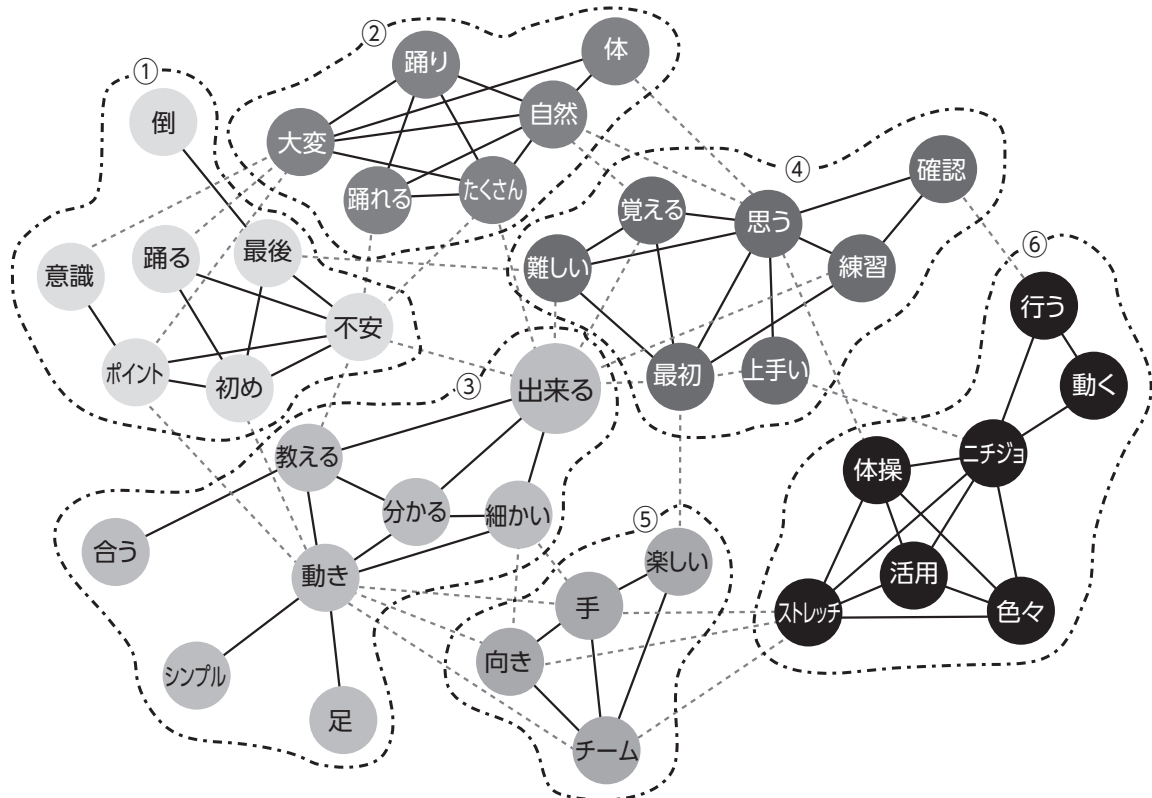 ①
倒
意識
踊る
最後
ポイント
初め
不安
②
踊り
体
大変
自然
踊れる
たくさん
③
出来る
教える
分かる
細かい
合う
動き
シンプル
足
④
確認
覚える
思う
難しい
練習
最初
上手い
⑤
楽しい
手
向き
チーム
⑥
行う
動く
ニチジョ
体操
活用
ストレッチ
色々